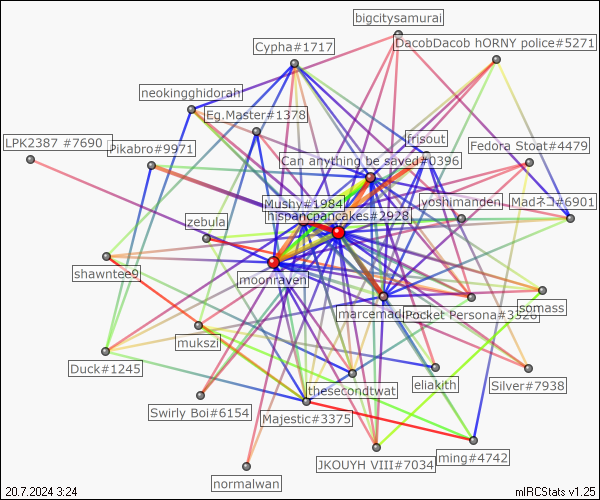 bigcitysamurai
DacobDacob hORNY police#5271
Cypha#1717
neokingghidorah
Eg.Master#1378
LPK2387 #7690
Pikabro#9971
jfrisout
Fedora Stoat#4479
Can anything be saved#0396
Mushy#1984
yoshimanden
Madネコ#6901
hispancpancakes#2928
zebula
shawntee9
moonraven
somass
marcemad
Pocket Persona#3528
mukszi
Duck#1245
thesecondtwat
eliakith
Silver#7938
Swirly Boi#6154
Majestic#3375
JKOUYH VIII#7034
ming#4742
normalwan
20.7.2024 3:24
mIRCStats v1.25